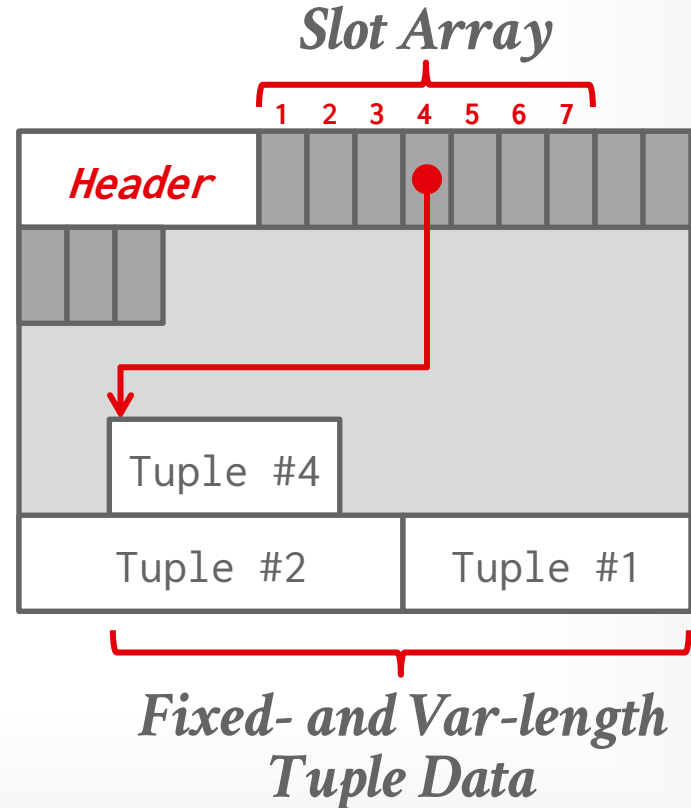 Slot Array
1 2 3 4 5 6 7
Header
Tuple #4
Tuple #2 Tuple #1
Fixed- and Var-length
Tuple Data